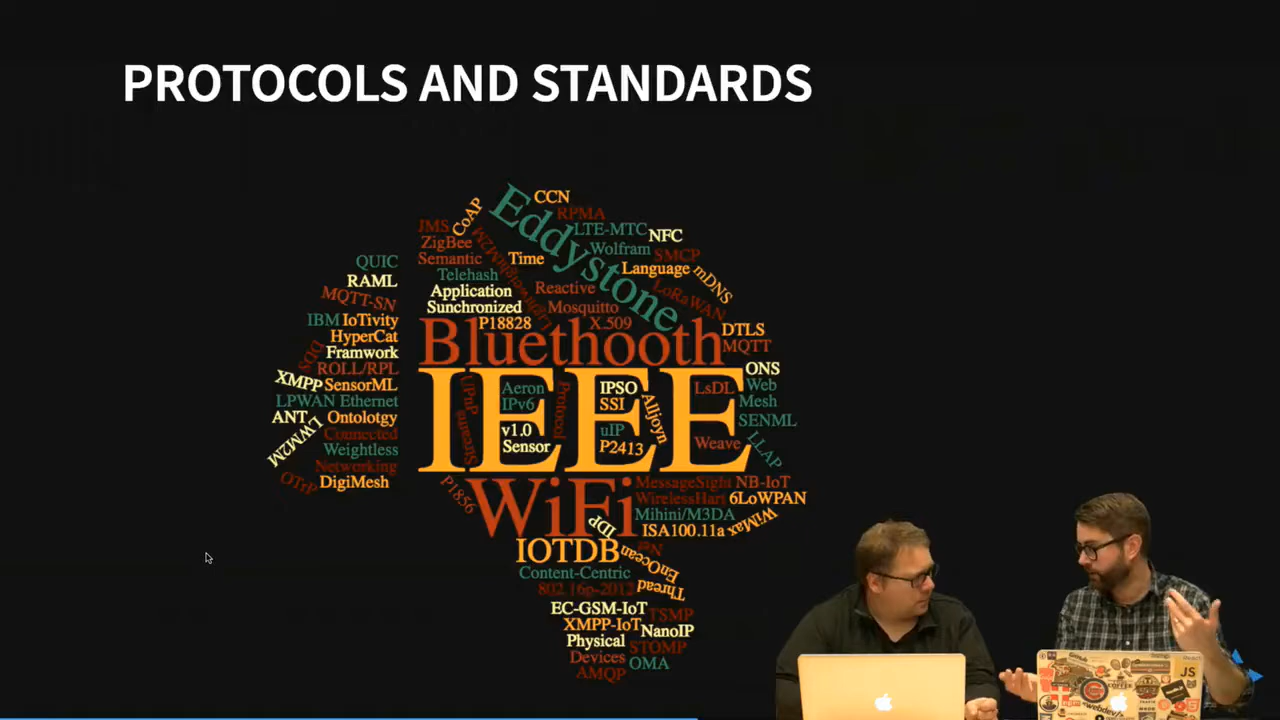 PROTOCOLS AND STANDARDS
CCN
RPMA
JMS
CoAP
Eddystone
LTE-MTC
NFC
ZigBee
Wolfram
SMCP
QUIC
Semantic
Time
Language
mDNS
RAML
Telehash
LoRaWAN
Application
Reactive
MQTT-SN
Sunchronized
Mosquitto
IBM
IoTivity
P18828
X.509
DTLS
HyperCat
Bluethooth
MQTT
Framwork
DDS
ROLL/RPL
IEEE
ONS
XMPP
SensorML
UPnP
Aeron
Protocol
IPSO
LsDL
Web
LPWAN
Ethernet
IPv6
SSI
Alljoyn
Mesh
ANT
Ontolotgy
SENML
LWM2M
Connected
v1.0
uIP
Weightless
Sensor
P2413
Weave
LLAP
Networking
OTrP
DigiMesh
P1856
WiFi
MessageSight
NB-IoT
WirelessHart
6LoWPAN
Mihini/M3DA
IDP
ISA100.11a
WiMax
IOTDB
EnOcean
Content-Centric
802.16p-2012
Thread
EC-GSM-IoT
TSMP
XMPP-IoT
NanoIP
Physical
STOMP
Devices
OMA
AMQP
JS